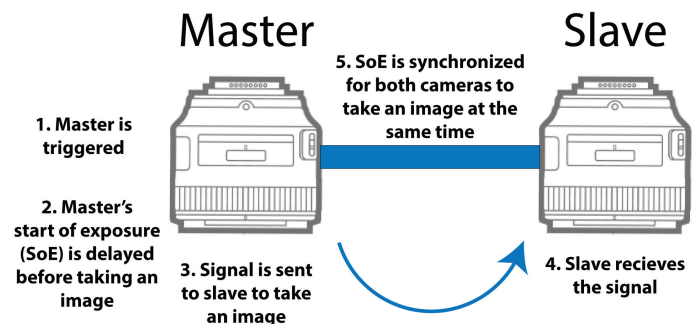 Master
Slave
1. Master is
triggered
2. Master's
start of exposure
(SoE) is delayed
before taking an
image
3. Signal is sent
to slave to take
an image
4. Slave recieves
the signal
5. SoE is synchronized
for both cameras to
take an image at the
same time